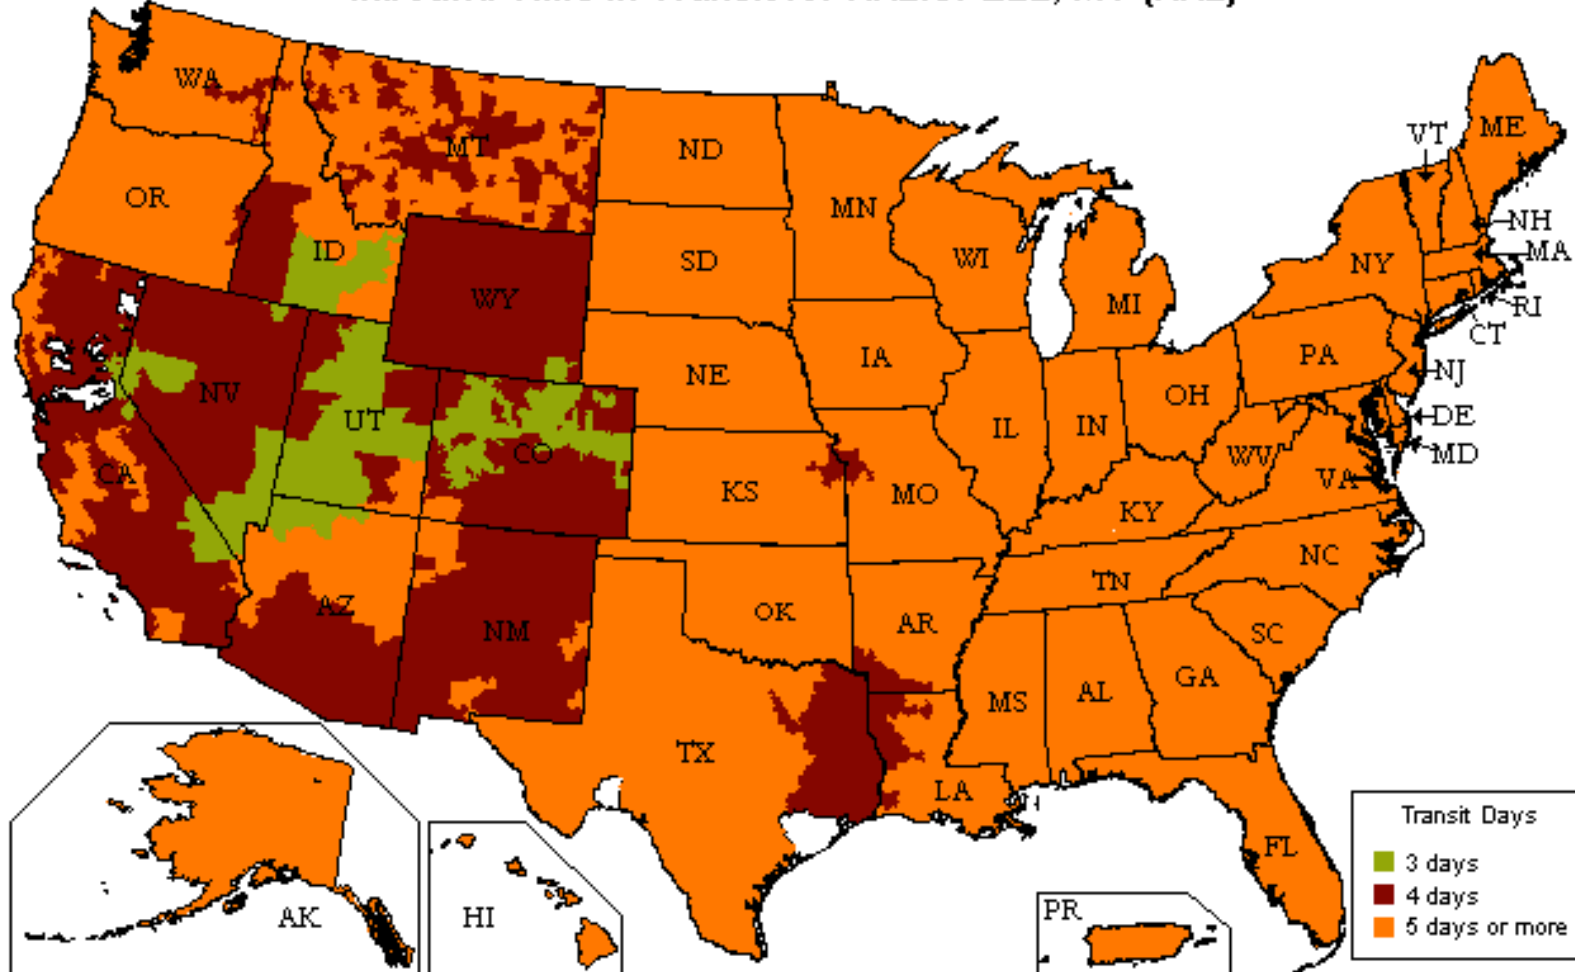 WA
MT
ND
VT
ME
OR
MN
ID
SD
WI
NH
MA
NY
WY
MI
RI
CT
IA
PA
NE
NJ
NV
OH
UT
DE
IL
IN
CO
WV
MD
CA
KS
MO
VA
KY
NC
TN
AZ
NM
OK
AR
SC
MS
AL
GA
TX
LA
FL
AK
HI
PR
Transit Days
3 days
4 days
5 days or more